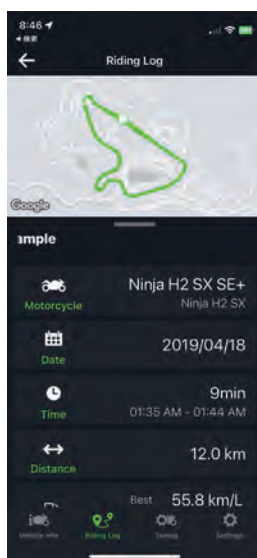 8:46
◀ 検索
Riding Log
Google
ample
Motorcycle
Ninja H2 SX SE+
Ninja H2 SX
Date
2019/04/18
Time
9min
01:35 AM - 01:44 AM
Distance
12.0 km
Best 55.8 km/L
Vehicle Info
Riding Log
Tuning
Settings